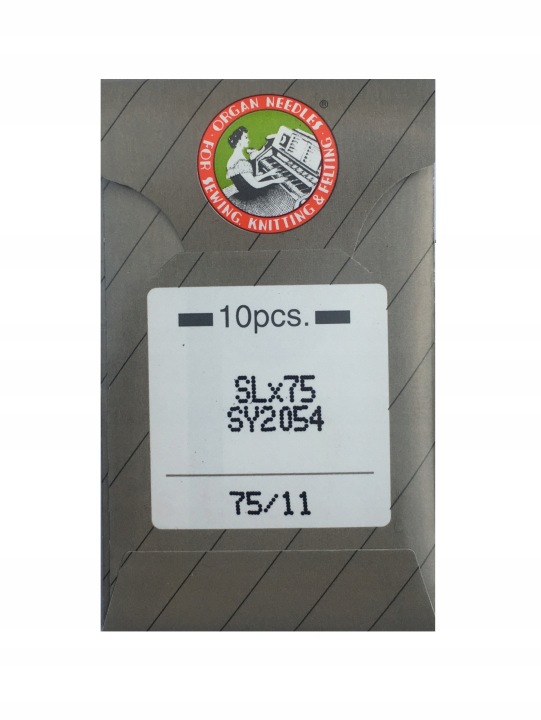 ORGAN NEEDLES ®
· FOR SEWING, KNITTING & FELTING ·
10pcs.
SLx75
SY2054
75/11